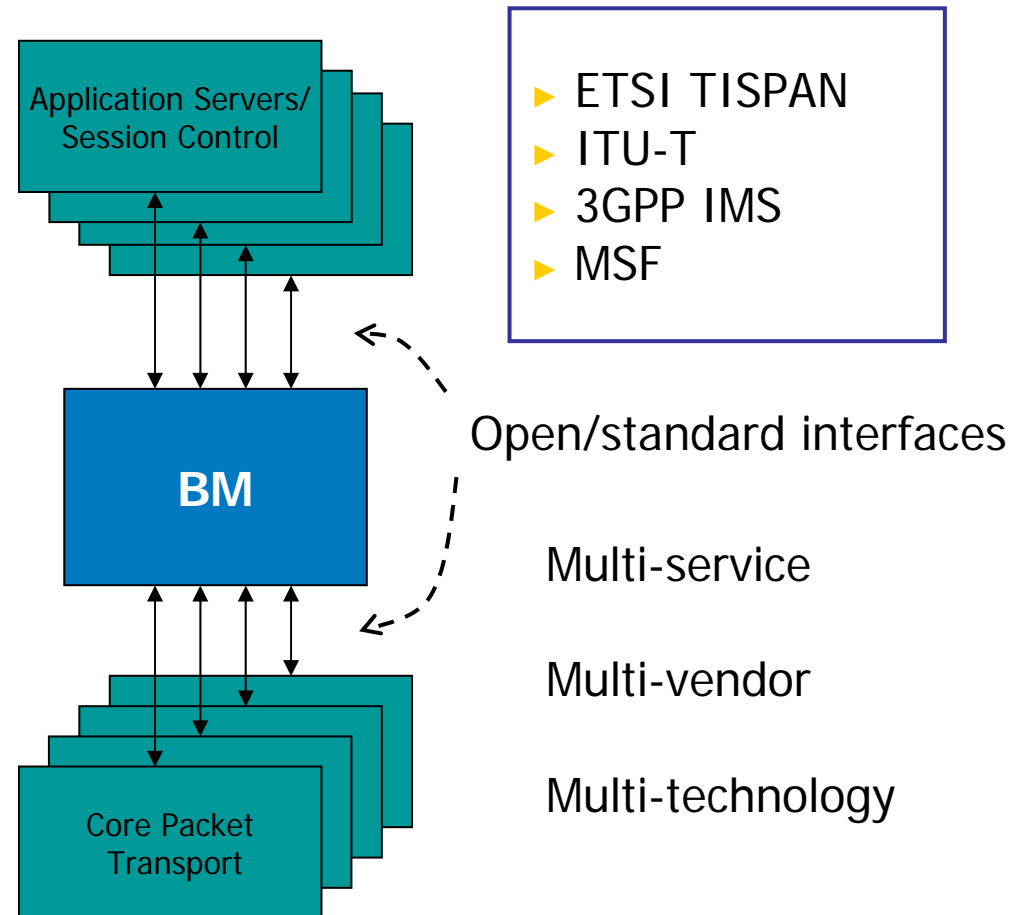 Application Servers/
Session Control
► ETSI TISPAN
► ITU-T
► 3GPP IMS
► MSF
Open/standard interfaces
BM
Multi-service
Multi-vendor
Multi-technology
Core Packet
Transport